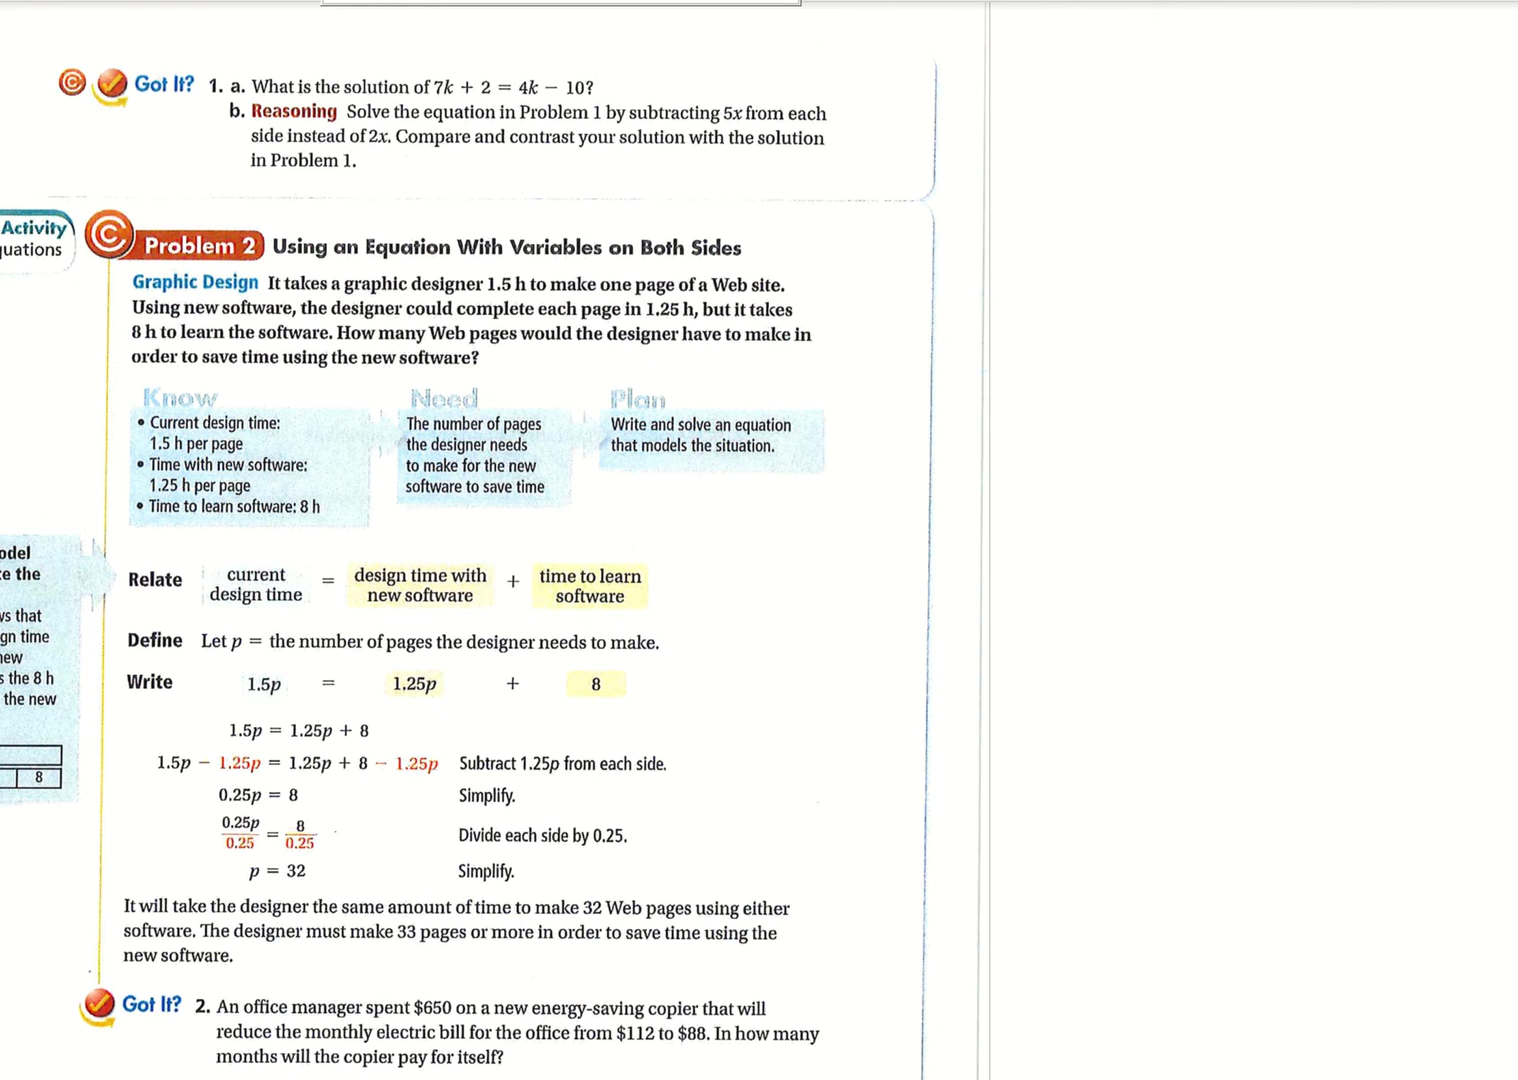 Got It? 1. a. What is the solution of 7k + 2 = 4k − 10?
b. Reasoning Solve the equation in Problem 1 by subtracting 5x from each
side instead of 2x. Compare and contrast your solution with the solution
in Problem 1.
Activity
quations
Problem 2 Using an Equation With Variables on Both Sides
Graphic Design It takes a graphic designer 1.5 h to make one page of a Web site.
Using new software, the designer could complete each page in 1.25 h, but it takes
8 h to learn the software. How many Web pages would the designer have to make in
order to save time using the new software?
Know
• Current design time:
1.5 h per page
• Time with new software:
1.25 h per page
• Time to learn software: 8 h
Need
The number of pages
the designer needs
to make for the new
software to save time
Plan
Write and solve an equation
that models the situation.
odel
e the
ws that
gn time
new
s the 8 h
the new
8
Relate current design time = design time with new software + time to learn software
Define Let p = the number of pages the designer needs to make.
Write 1.5p = 1.25p + 8
1.5p = 1.25p + 8
1.5p − 1.25p = 1.25p + 8 − 1.25p Subtract 1.25p from each side.
0.25p = 8 Simplify.
0.25p/0.25 = 8/0.25 Divide each side by 0.25.
p = 32 Simplify.
It will take the designer the same amount of time to make 32 Web pages using either
software. The designer must make 33 pages or more in order to save time using the
new software.
Got It? 2. An office manager spent $650 on a new energy-saving copier that will
reduce the monthly electric bill for the office from $112 to $88. In how many
months will the copier pay for itself?